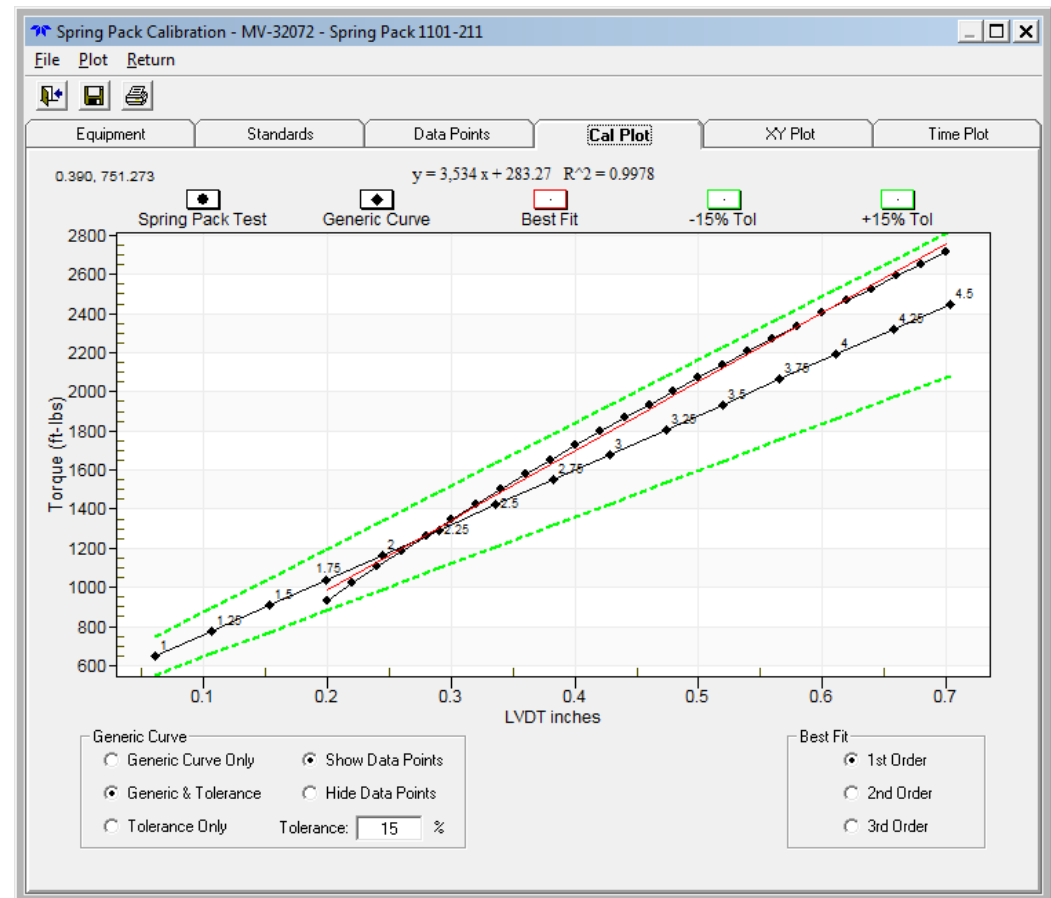 Spring Pack Calibration - MV-32072 - Spring Pack 1101-211
File Plot Return
Equipment Standards Data Points Cal Plot XY Plot Time Plot
0.390, 751.273 y = 3,534 x + 283.27 R^2 = 0.9978
Spring Pack Test Generic Curve Best Fit -15% Tol +15% Tol
Torque (ft-lbs)
2800
2600
2400
2200
2000
1800
1600
1400
1200
1000
800
600
1
1.25
1.5
1.75
2
2.25
2.5
2.75
3
3.25
3.5
3.75
4
4.25
4.5
0.1 0.2 0.3 0.4 0.5 0.6 0.7
LVDT inches
Generic Curve
Generic Curve Only Show Data Points
Generic & Tolerance Hide Data Points
Tolerance Only Tolerance: 15 %
Best Fit
1st Order
2nd Order
3rd Order